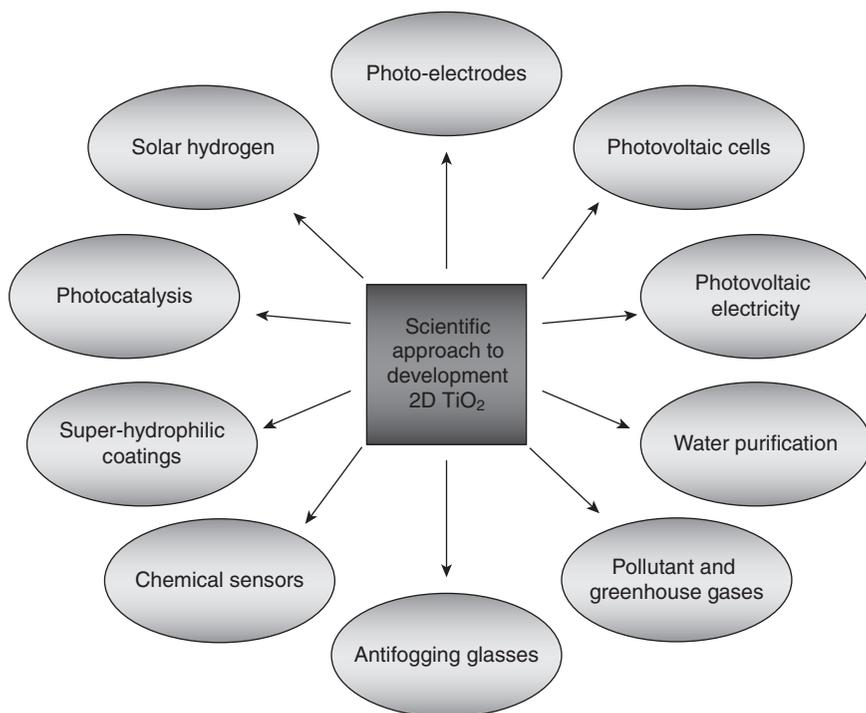 Photo-electrodes
Solar hydrogen
Photovoltaic cells
Photocatalysis
Photovoltaic
electricity
Scientific
approach to
development
2D TiO₂
Super-hydrophilic
coatings
Water purification
Chemical sensors
Pollutant and
greenhouse gases
Antifogging glasses